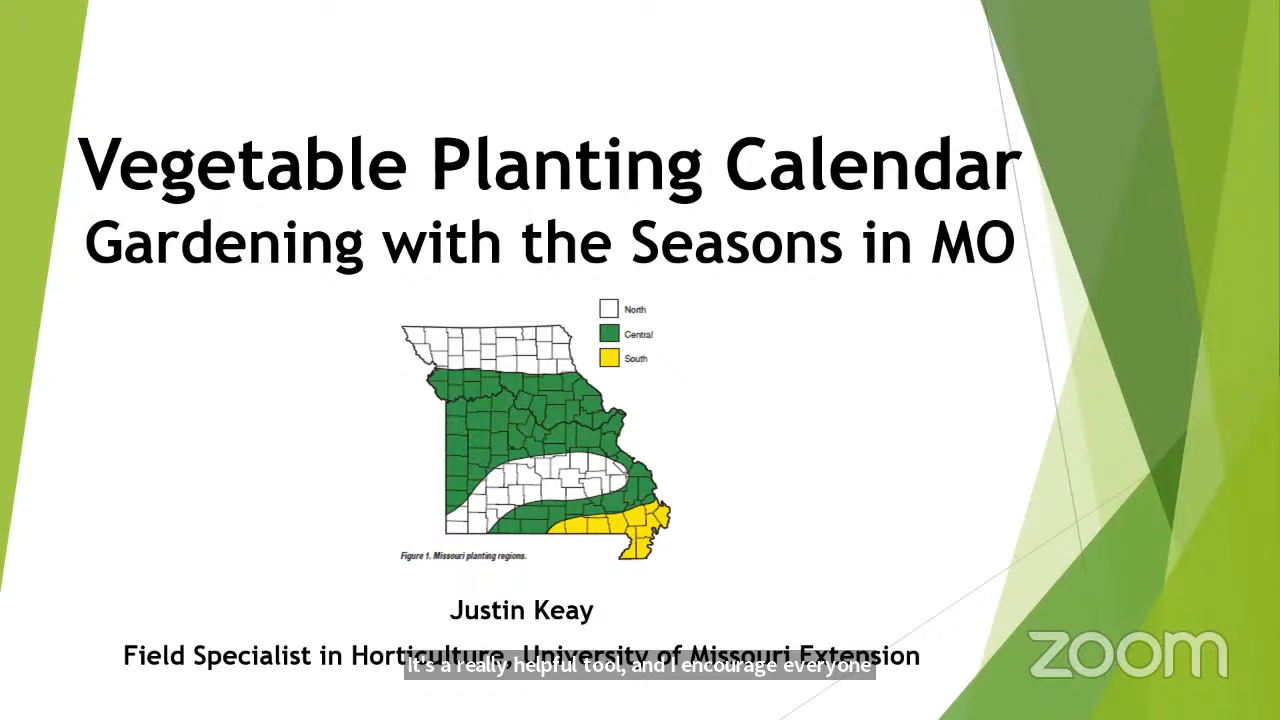 Vegetable Planting Calendar
Gardening with the Seasons in MO
North
Central
South
Figure 1. Missouri planting regions.
Justin Keay
Field Specialist in Horticulture, University of Missouri Extension
It's a really helpful tool, and I encourage everyone
zoom